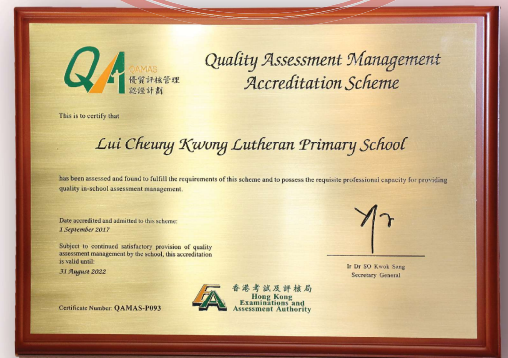 QA
QAMAS
優質評核管理
認證計劃
Quality Assessment Management
Accreditation Scheme
This is to certify that
Lui Cheung Kwong Lutheran Primary School
has been assessed and found to fulfill the requirements of this scheme and to possess the requisite professional capacity for providing
quality in-school assessment management.
Date accredited and admitted to this scheme:
1 September 2017
Subject to continued satisfactory provision of quality
assessment management by the school, this accreditation
is valid until:
31 August 2022
Ir Dr SO Kwok Sang
Secretary General
Certificate Number: QAMAS-P093
香港考試及評核局
Hong Kong
Examinations and
Assessment Authority